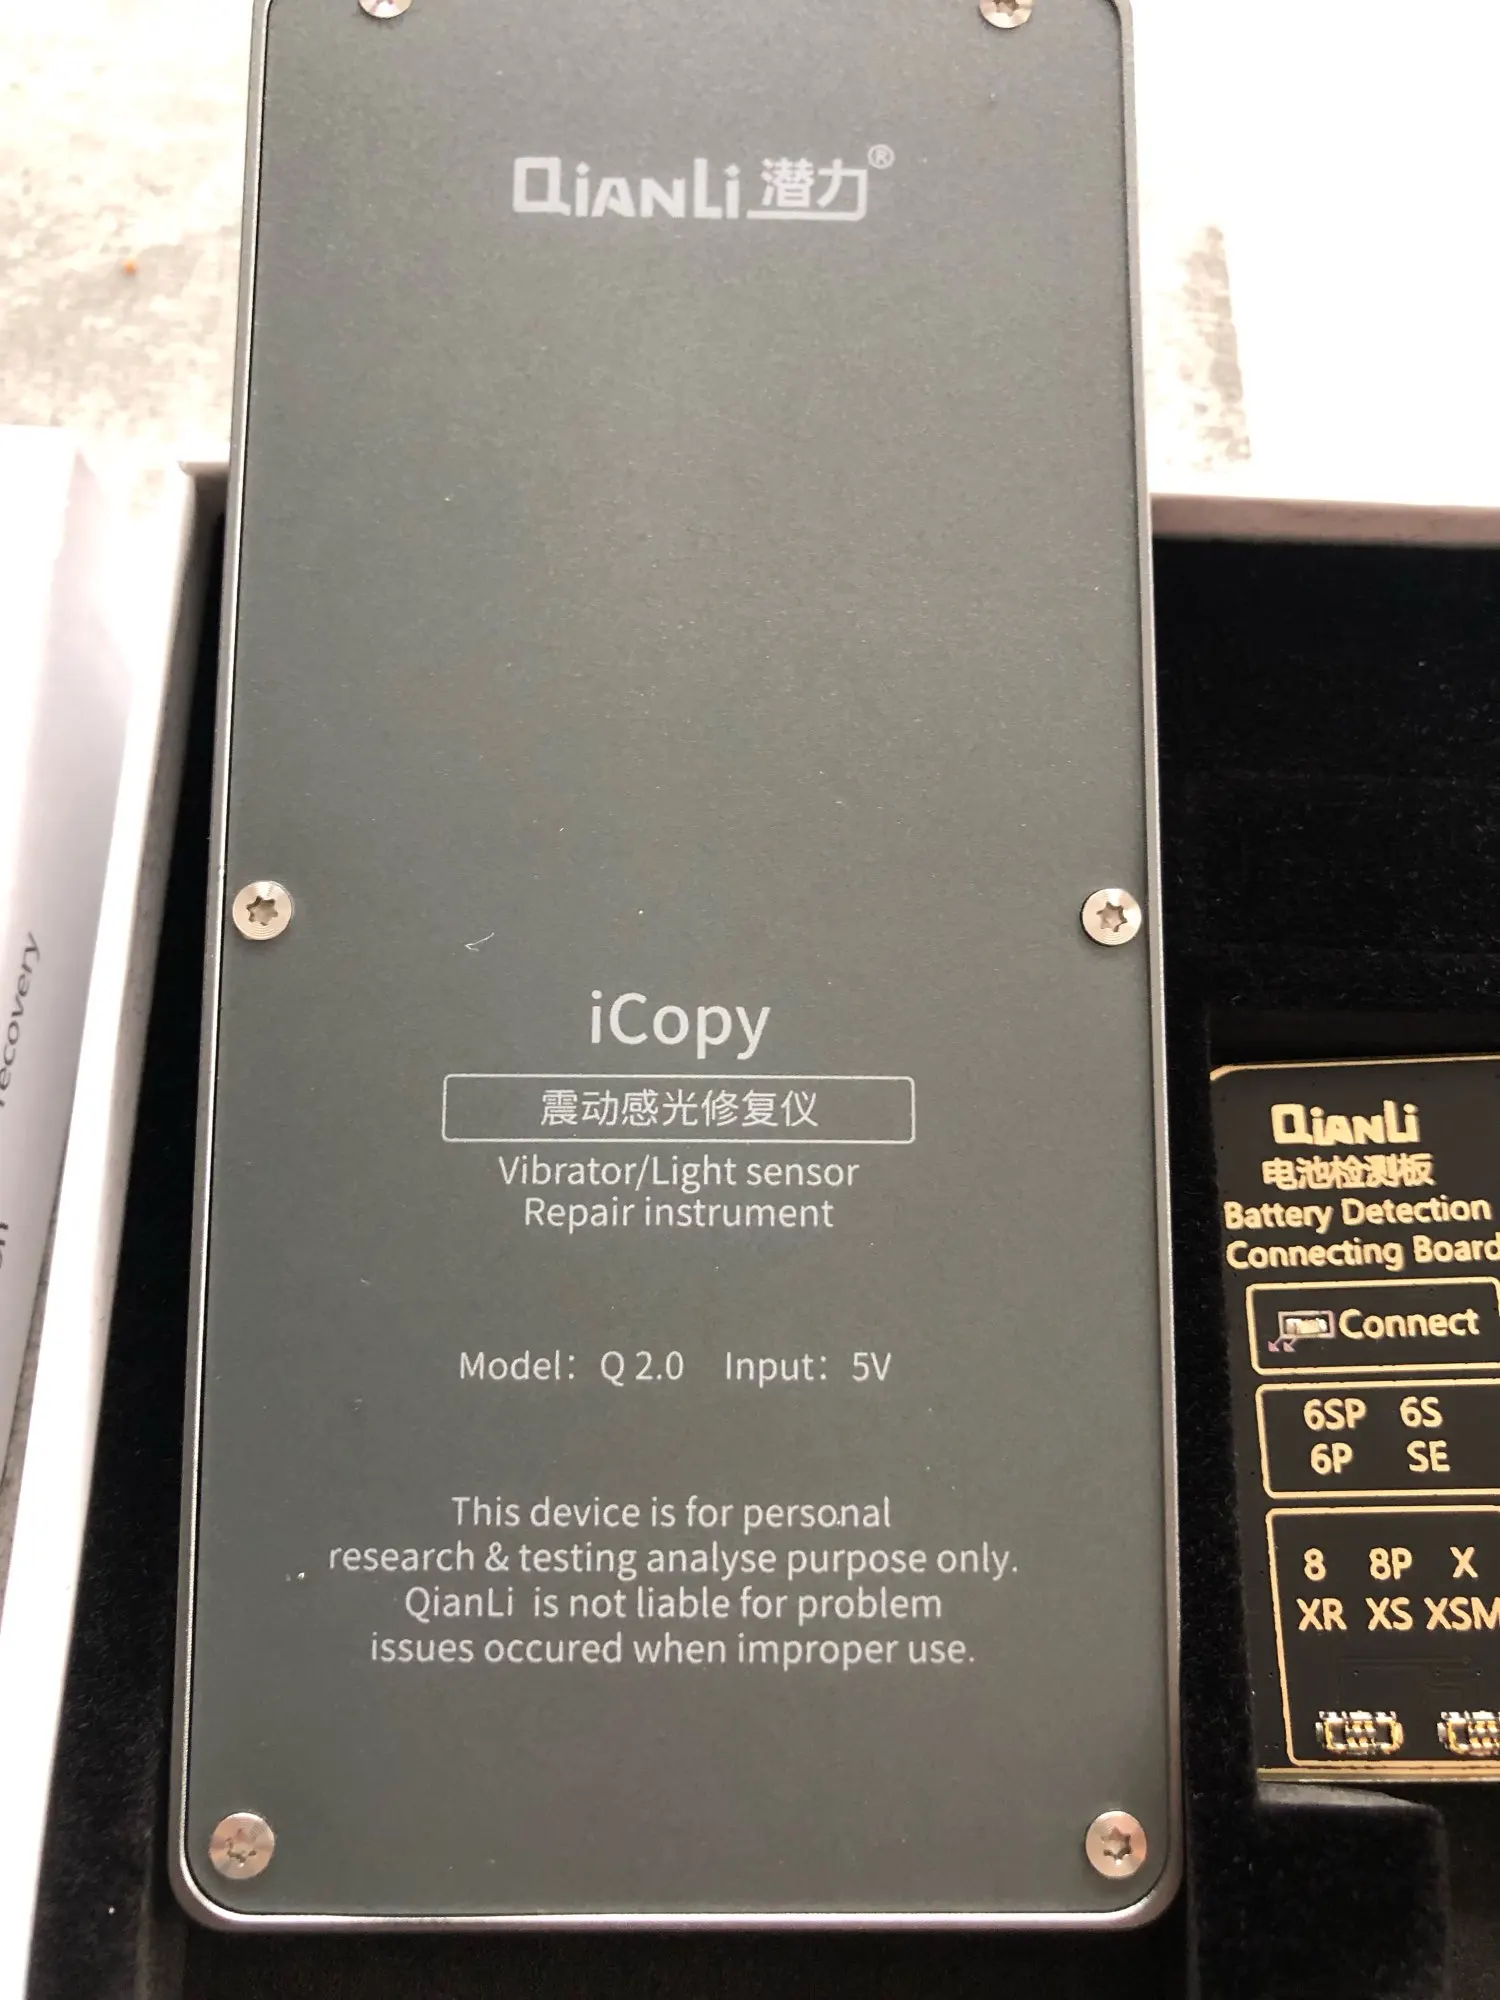 QiANLi 潜力®
iCopy
震动感光修复仪
Vibrator/Light sensor
Repair instrument
Model: Q 2.0 Input: 5V
This device is for personal
research & testing analyse purpose only.
QianLi is not liable for problem
issues occured when improper use.
QiANLi
电池检测板
Battery Detection
Connecting Board
Connect
6SP 6S
6P SE
8 8P X
XR XS XSM
recovery